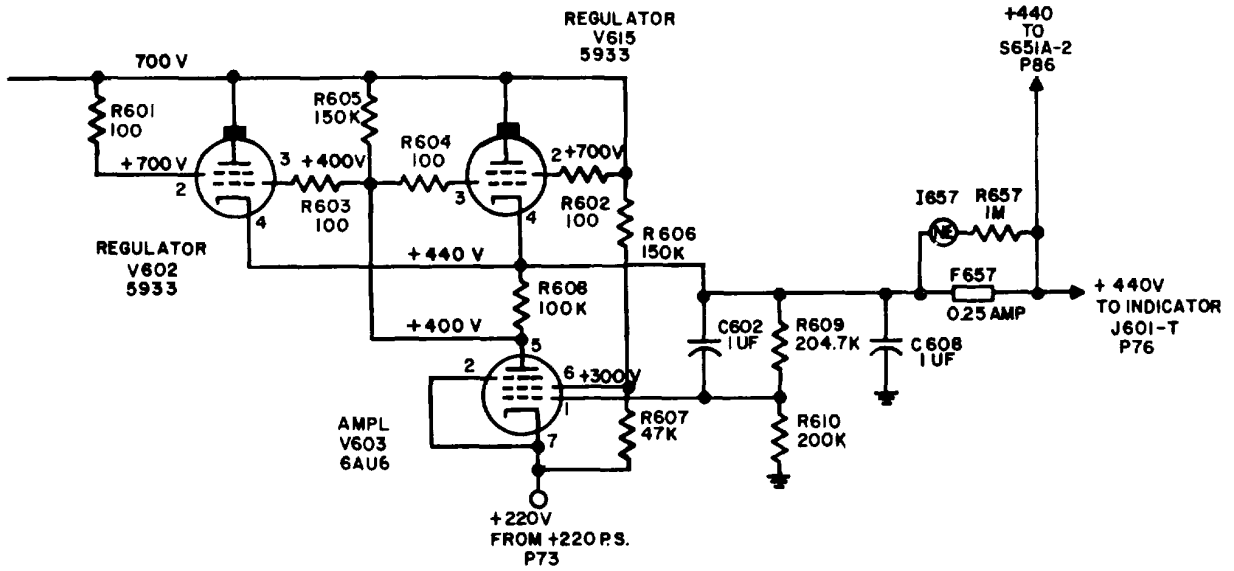 REGULATOR
V615
5933
+440
TO
S651A-2
P86
700 V
R601
100
R605
150K
R604
100
+700V
2
3
+400V
R603
100
4
3
4
2
+700V
R602
100
R606
150K
I657
NE
R657
1M
REGULATOR
V602
5933
+440 V
R608
100K
F657
0.25 AMP
+ 440V
TO INDICATOR
J601-T
P76
+400 V
C602
1UF
R609
204.7K
C608
1UF
2
5
6
+300V
1
7
AMPL
V603
6AU6
R607
47K
R610
200K
+220V
FROM +220 P.S.
P73